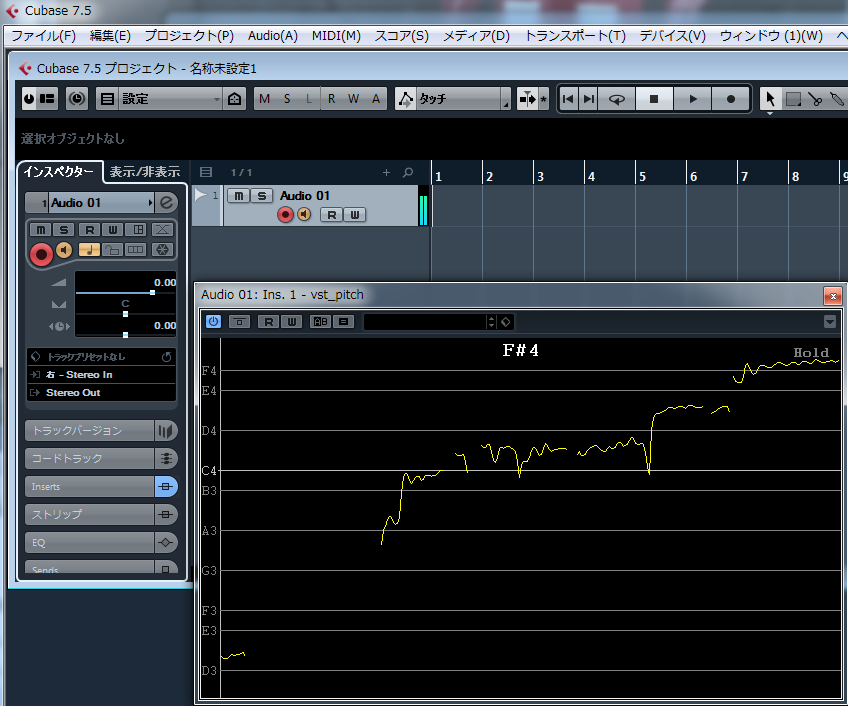 Cubase 7.5
ファイル(F) 編集(E) プロジェクト(P) Audio(A) MIDI(M) スコア(S) メディア(D) トランスポート(T) デバイス(V) ウィンドウ (1)(W) ヘ
Cubase 7.5 プロジェクト - 名称未設定1
設定 M S L R W A タッチ
選択オブジェクトなし
インスペクター 表示/非表示 1 / 1 + 1 2 3 4 5 6 7 8 9
1 Audio 01
1 m S Audio 01
R W
m S R W
0.00
C
0.00
トラックプリセットなし
右 - Stereo In
Stereo Out
トラックバージョン
コードトラック
Inserts
ストリップ
EQ
Sends
Audio 01: Ins. 1 - vst_pitch x
R W AB
F#4 Hold
F4
E4
D4
C4
B3
A3
G3
F3
E3
D3